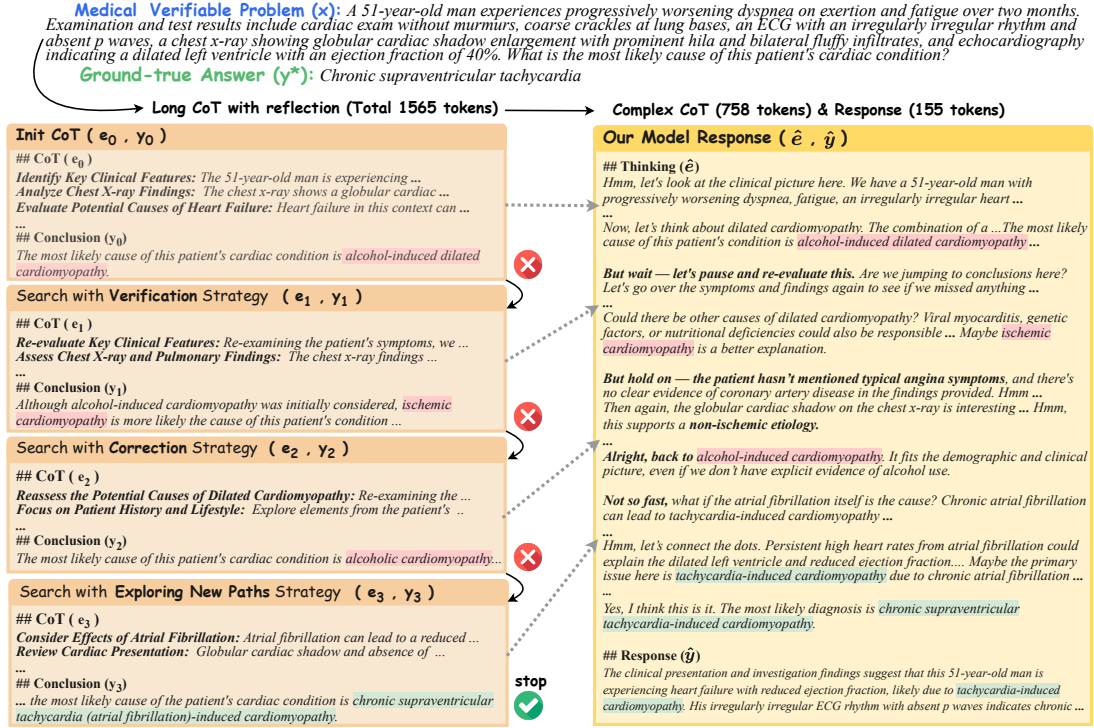 Medical Verifiable Problem (x): A 51-year-old man experiences progressively worsening dyspnea on exertion and fatigue over two months.
Examination and test results include cardiac exam without murmurs, coarse crackles at lung bases, an ECG with an irregularly irregular rhythm and
absent p waves, a chest x-ray showing globular cardiac shadow enlargement with prominent hila and bilateral fluffy infiltrates, and echocardiography
indicating a dilated left ventricle with an ejection fraction of 40%. What is the most likely cause of this patient's cardiac condition?
Ground-true Answer (y*): Chronic supraventricular tachycardia
Long CoT with reflection (Total 1565 tokens)
Complex CoT (758 tokens) & Response (155 tokens)
Init CoT ( e0 , y0 )
## CoT ( e0 )
Identify Key Clinical Features: The 51-year-old man is experiencing ...
Analyze Chest X-ray Findings: The chest x-ray shows a globular cardiac ...
Evaluate Potential Causes of Heart Failure: Heart failure in this context can ...
...
## Conclusion (y0)
The most likely cause of this patient's cardiac condition is alcohol-induced dilated
cardiomyopathy.
Search with Verification Strategy ( e1 , y1 )
## CoT ( e1 )
Re-evaluate Key Clinical Features: Re-examining the patient's symptoms, we ...
Assess Chest X-ray and Pulmonary Findings: The chest x-ray findings ...
...
## Conclusion (y1)
Although alcohol-induced cardiomyopathy was initially considered, ischemic
cardiomyopathy is more likely the cause of this patient's condition ...
Search with Correction Strategy ( e2 , y2 )
## CoT ( e2 )
Reassess the Potential Causes of Dilated Cardiomyopathy: Re-examining the ...
Focus on Patient History and Lifestyle: Explore elements from the patient's ..
...
## Conclusion (y2)
The most likely cause of this patient's cardiac condition is alcoholic cardiomyopathy...
Search with Exploring New Paths Strategy ( e3 , y3 )
## CoT ( e3 )
Consider Effects of Atrial Fibrillation: Atrial fibrillation can lead to a reduced ...
Review Cardiac Presentation: Globular cardiac shadow and absence of ...
...
## Conclusion (y3)
... the most likely cause of the patient's cardiac condition is chronic supraventricular
tachycardia (atrial fibrillation)-induced cardiomyopathy.
stop
Our Model Response ( ê , ŷ )
## Thinking (ê)
Hmm, let's look at the clinical picture here. We have a 51-year-old man with
progressively worsening dyspnea, fatigue, an irregularly irregular heart ...
...
Now, let's think about dilated cardiomyopathy. The combination of a ...The most likely
cause of this patient's condition is alcohol-induced dilated cardiomyopathy ...
But wait — let's pause and re-evaluate this. Are we jumping to conclusions here?
Let's go over the symptoms and findings again to see if we missed anything ...
...
Could there be other causes of dilated cardiomyopathy? Viral myocarditis, genetic
factors, or nutritional deficiencies could also be responsible ... Maybe ischemic
cardiomyopathy is a better explanation.
But hold on — the patient hasn't mentioned typical angina symptoms, and there's
no clear evidence of coronary artery disease in the findings provided. Hmm ...
Then again, the globular cardiac shadow on the chest x-ray is interesting ... Hmm,
this supports a non-ischemic etiology.
...
Alright, back to alcohol-induced cardiomyopathy. It fits the demographic and clinical
picture, even if we don't have explicit evidence of alcohol use.
Not so fast, what if the atrial fibrillation itself is the cause? Chronic atrial fibrillation
can lead to tachycardia-induced cardiomyopathy ...
...
Hmm, let's connect the dots. Persistent high heart rates from atrial fibrillation could
explain the dilated left ventricle and reduced ejection fraction.... Maybe the primary
issue here is tachycardia-induced cardiomyopathy due to chronic atrial fibrillation ...
...
Yes, I think this is it. The most likely diagnosis is chronic supraventricular
tachycardia-induced cardiomyopathy.
## Response (ŷ)
The clinical presentation and investigation findings suggest that this 51-year-old man is
experiencing heart failure with reduced ejection fraction, likely due to tachycardia-induced
cardiomyopathy. His irregularly irregular ECG rhythm with absent p waves indicates chronic ...